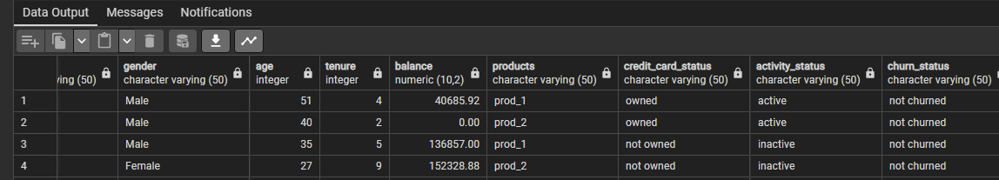 Data Output Messages Notifications
ying (50) gender character varying (50) age integer tenure integer balance numeric (10,2) products character varying (50) credit_card_status character varying (50) activity_status character varying (50) churn_status character varying (50)
1 Male 51 4 40685.92 prod_1 owned active not churned
2 Male 40 2 0.00 prod_2 owned active not churned
3 Male 35 5 136857.00 prod_1 not owned inactive not churned
4 Female 27 9 152328.88 prod_2 not owned inactive not churned